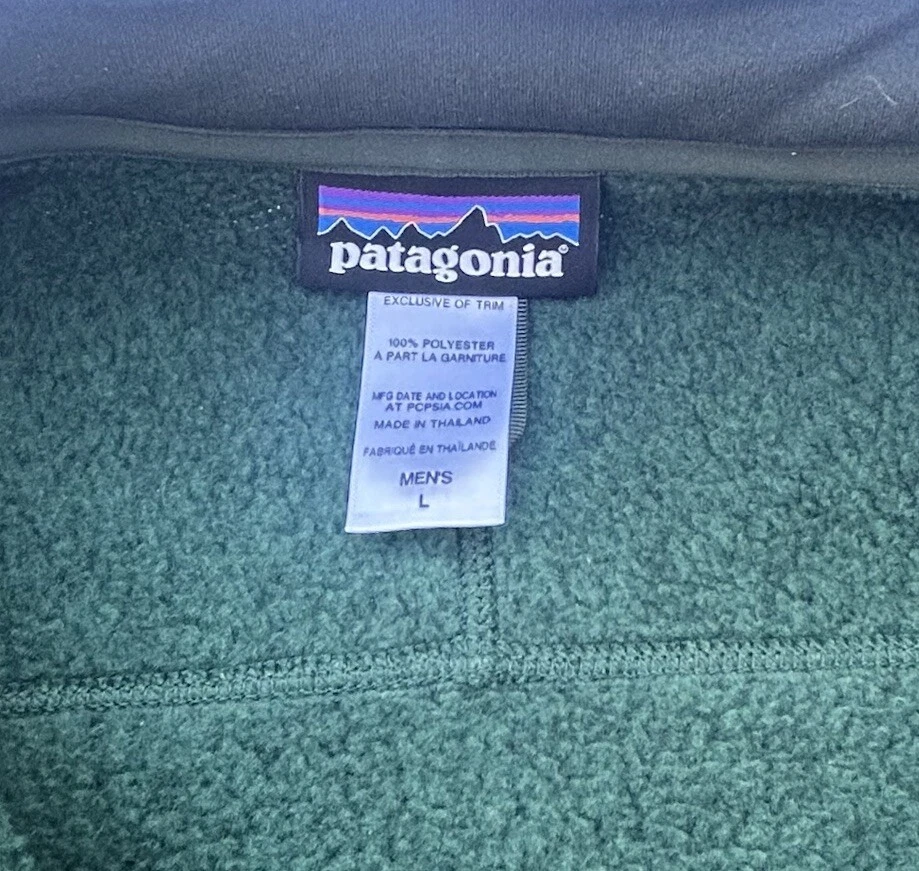 patagonia®
EXCLUSIVE OF TRIM
100% POLYESTER
A PART LA GARNITURE
MFG DATE AND LOCATION
AT PCPSIA.COM
MADE IN THAILAND
FABRIQUÉ EN THAÏLANDE
MEN'S
L